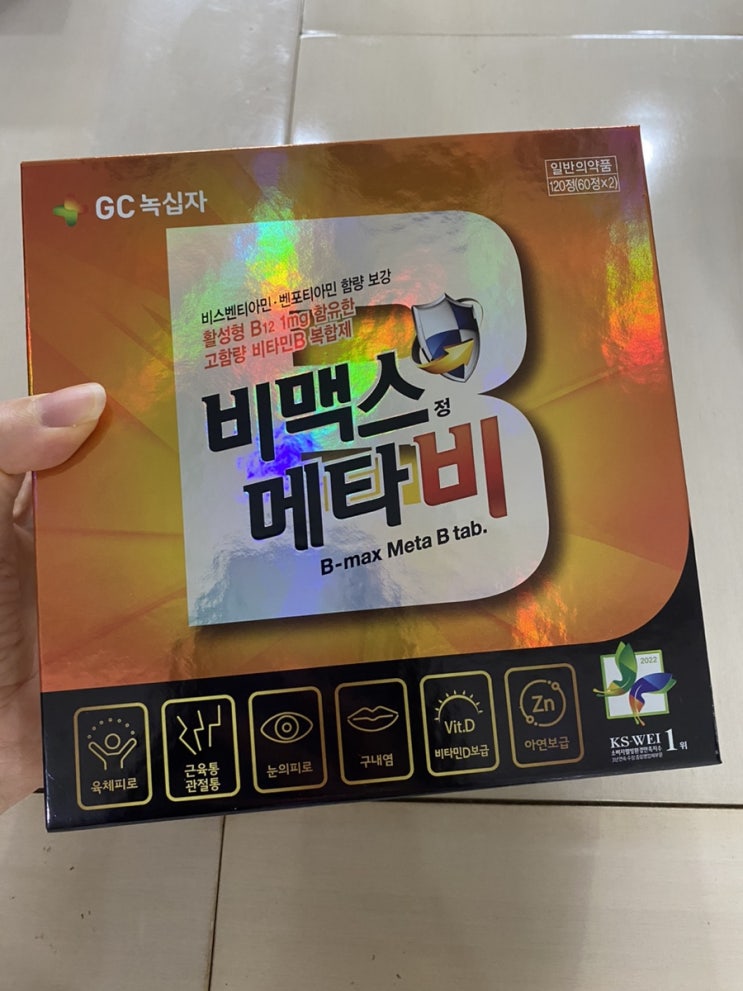 GC녹십자
일반의약품
120정(60정×2)
비스벤티아민·벤포티아민 함량 보강
활성형 B12 1mg 함유한
고함량 비타민B 복합제
비맥스정
메타비
B-max Meta B tab.
육체피로
근육통
관절통
눈의피로
구내염
Vit.D
비타민D보급
Zn
아연보급
2022
KS-WEI 1위